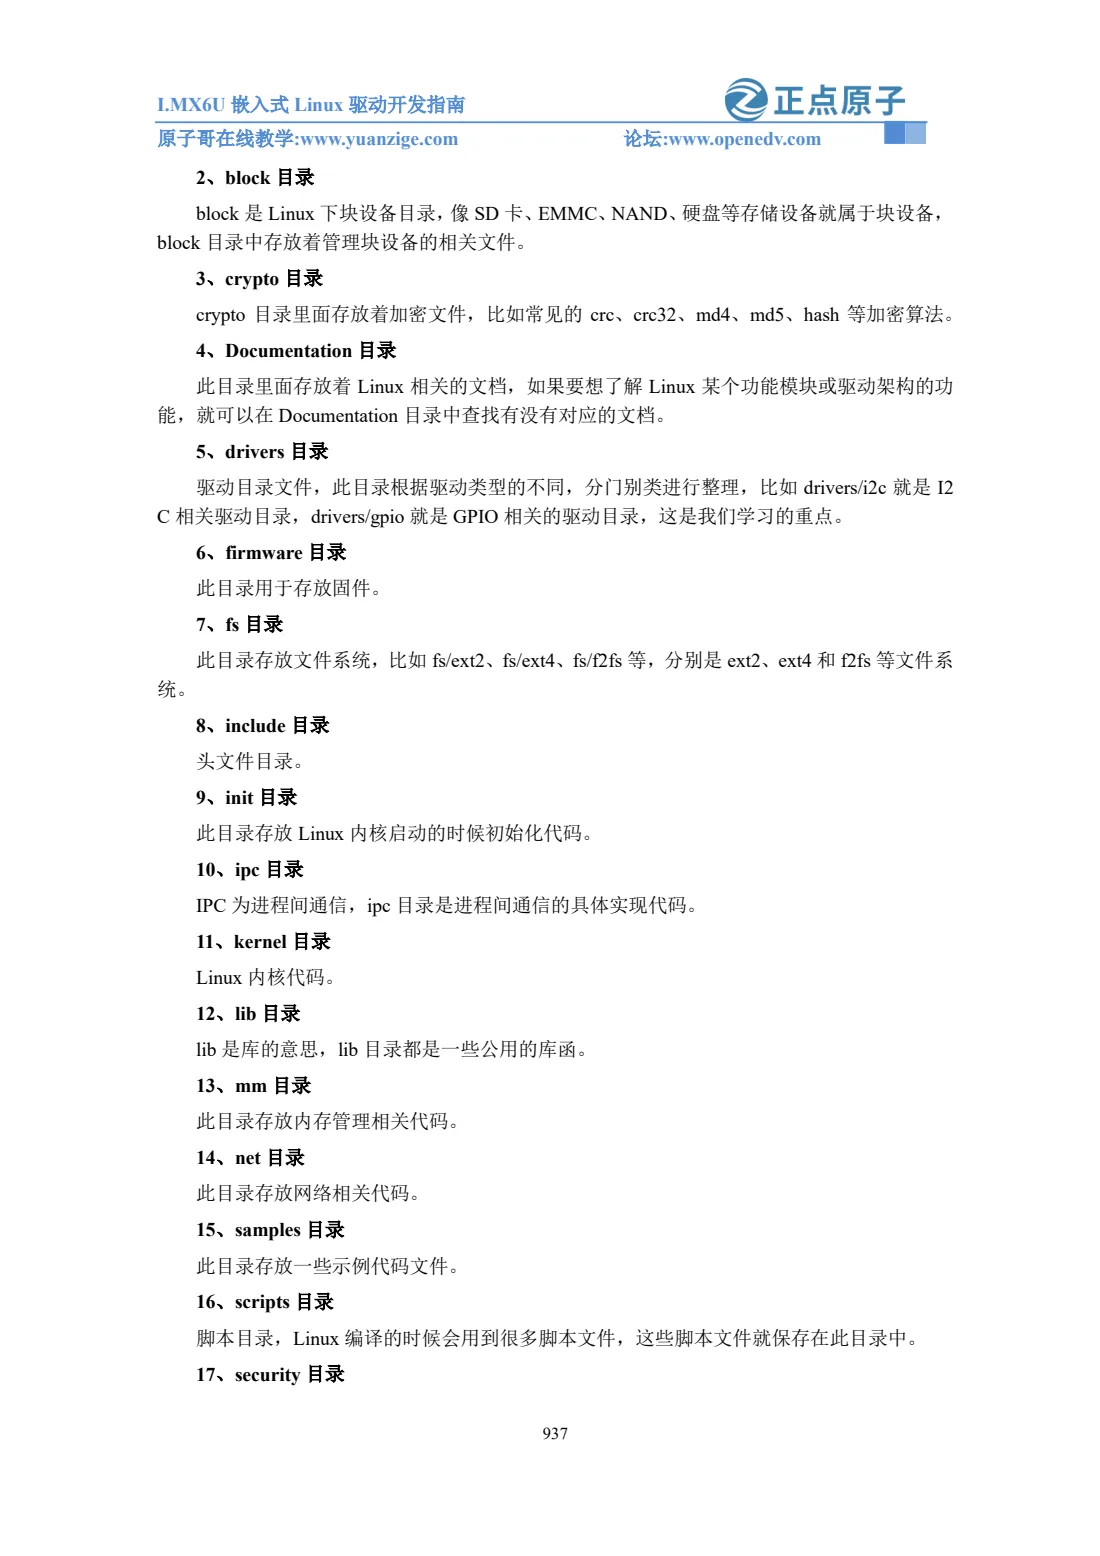 I.MX6U 嵌入式 Linux 驱动开发指南
正点原子
原子哥在线教学:www.yuanzige.com 论坛:www.openedv.com
2、block 目录
block 是 Linux 下块设备目录，像 SD 卡、EMMC、NAND、硬盘等存储设备就属于块设备，
block 目录中存放着管理块设备的相关文件。
3、crypto 目录
crypto 目录里面存放着加密文件，比如常见的 crc、crc32、md4、md5、hash 等加密算法。
4、Documentation 目录
此目录里面存放着 Linux 相关的文档，如果要想了解 Linux 某个功能模块或驱动架构的功
能，就可以在 Documentation 目录中查找有没有对应的文档。
5、drivers 目录
驱动目录文件，此目录根据驱动类型的不同，分门别类进行整理，比如 drivers/i2c 就是 I2
C 相关驱动目录，drivers/gpio 就是 GPIO 相关的驱动目录，这是我们学习的重点。
6、firmware 目录
此目录用于存放固件。
7、fs 目录
此目录存放文件系统，比如 fs/ext2、fs/ext4、fs/f2fs 等，分别是 ext2、ext4 和 f2fs 等文件系
统。
8、include 目录
头文件目录。
9、init 目录
此目录存放 Linux 内核启动的时候初始化代码。
10、ipc 目录
IPC 为进程间通信，ipc 目录是进程间通信的具体实现代码。
11、kernel 目录
Linux 内核代码。
12、lib 目录
lib 是库的意思，lib 目录都是一些公用的库函。
13、mm 目录
此目录存放内存管理相关代码。
14、net 目录
此目录存放网络相关代码。
15、samples 目录
此目录存放一些示例代码文件。
16、scripts 目录
脚本目录，Linux 编译的时候会用到很多脚本文件，这些脚本文件就保存在此目录中。
17、security 目录
937